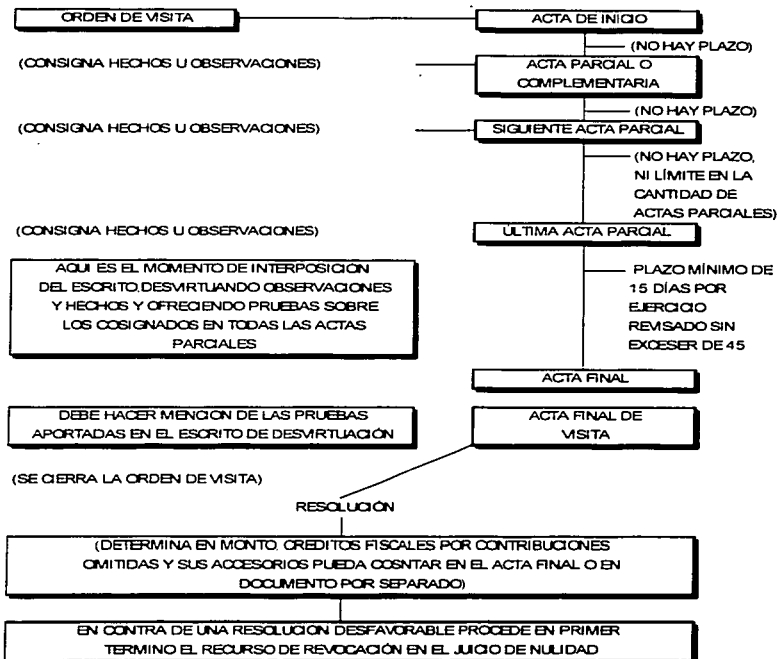 ORDEN DE VISITA
ACTA DE INICIO
(NO HAY PLAZO)
(CONSIGNA HECHOS U OBSERVACIONES)
ACTA PARCIAL O
COMPLEMENTARIA
(NO HAY PLAZO)
(CONSIGNA HECHOS U OBSERVACIONES)
SIGUIENTE ACTA PARCIAL
(NO HAY PLAZO,
NI LÍMITE EN LA
CANTIDAD DE
ACTAS PARCIALES)
(CONSIGNA HECHOS U OBSERVACIONES)
ÚLTIMA ACTA PARCIAL
AQUI ES EL MOMENTO DE INTERPOSICIÓN
DEL ESCRITO, DESVIRTUANDO OBSERVACIONES
Y HECHOS Y OFRECIENDO PRUEBAS SOBRE
LOS COSIGNADOS EN TODAS LAS ACTAS
PARCIALES
PLAZO MÍNIMO DE
15 DÍAS POR
EJERCICIO
REVISADO SIN
EXCESER DE 45
ACTA FINAL
DEBE HACER MENCION DE LAS PRUEBAS
APORTADAS EN EL ESCRITO DE DESVIRTUACIÓN
ACTA FINAL DE
VISITA
(SE CIERRA LA ORDEN DE VISITA)
RESOLUCIÓN
(DETERMINA EN MONTO, CREDITOS FISCALES POR CONTRIBUCIONES
OMITIDAS Y SUS ACCESORIOS PUEDA COSNTAR EN EL ACTA FINAL O EN
DOCUMENTO POR SEPARADO)
EN CONTRA DE UNA RESOLUCION DESFAVORABLE PROCEDE EN PRIMER
TERMINO EL RECURSO DE REVOCACIÓN EN EL JUICIO DE NULIDAD